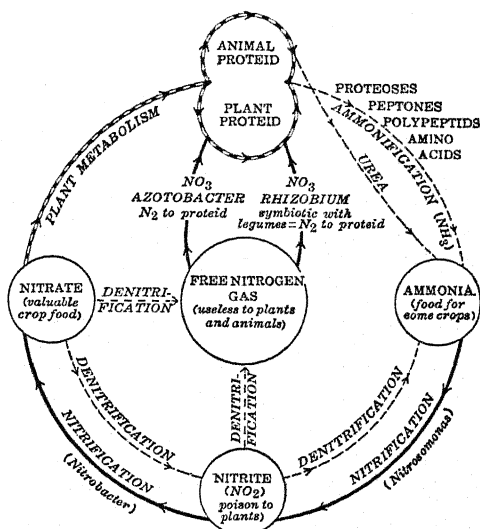 ANIMAL
PROTEID
PLANT
PROTEID
PROTEOSES
PEPTONES
POLYPEPTIDS
AMINO
ACIDS
AMMONIFICATION (NH3)
UREA
PLANT METABOLISM
NO3
AZOTOBACTER
N2 to proteid
NO3
RHIZOBIUM
symbiotic with
legumes=N2 to proteid
NITRATE
(valuable
crop food)
DENITRI-
FICATION
FREE NITROGEN
GAS
(useless to plants
and animals)
AMMONIA
(food for
some crops)
DENITRIFICATION
DENITRI-
FICATION
DENITRIFICATION
NITRIFICATION
(Nitrobacter)
NITRIFICATION
(Nitrosomonas)
NITRITE
(NO2)
poison to
plants)